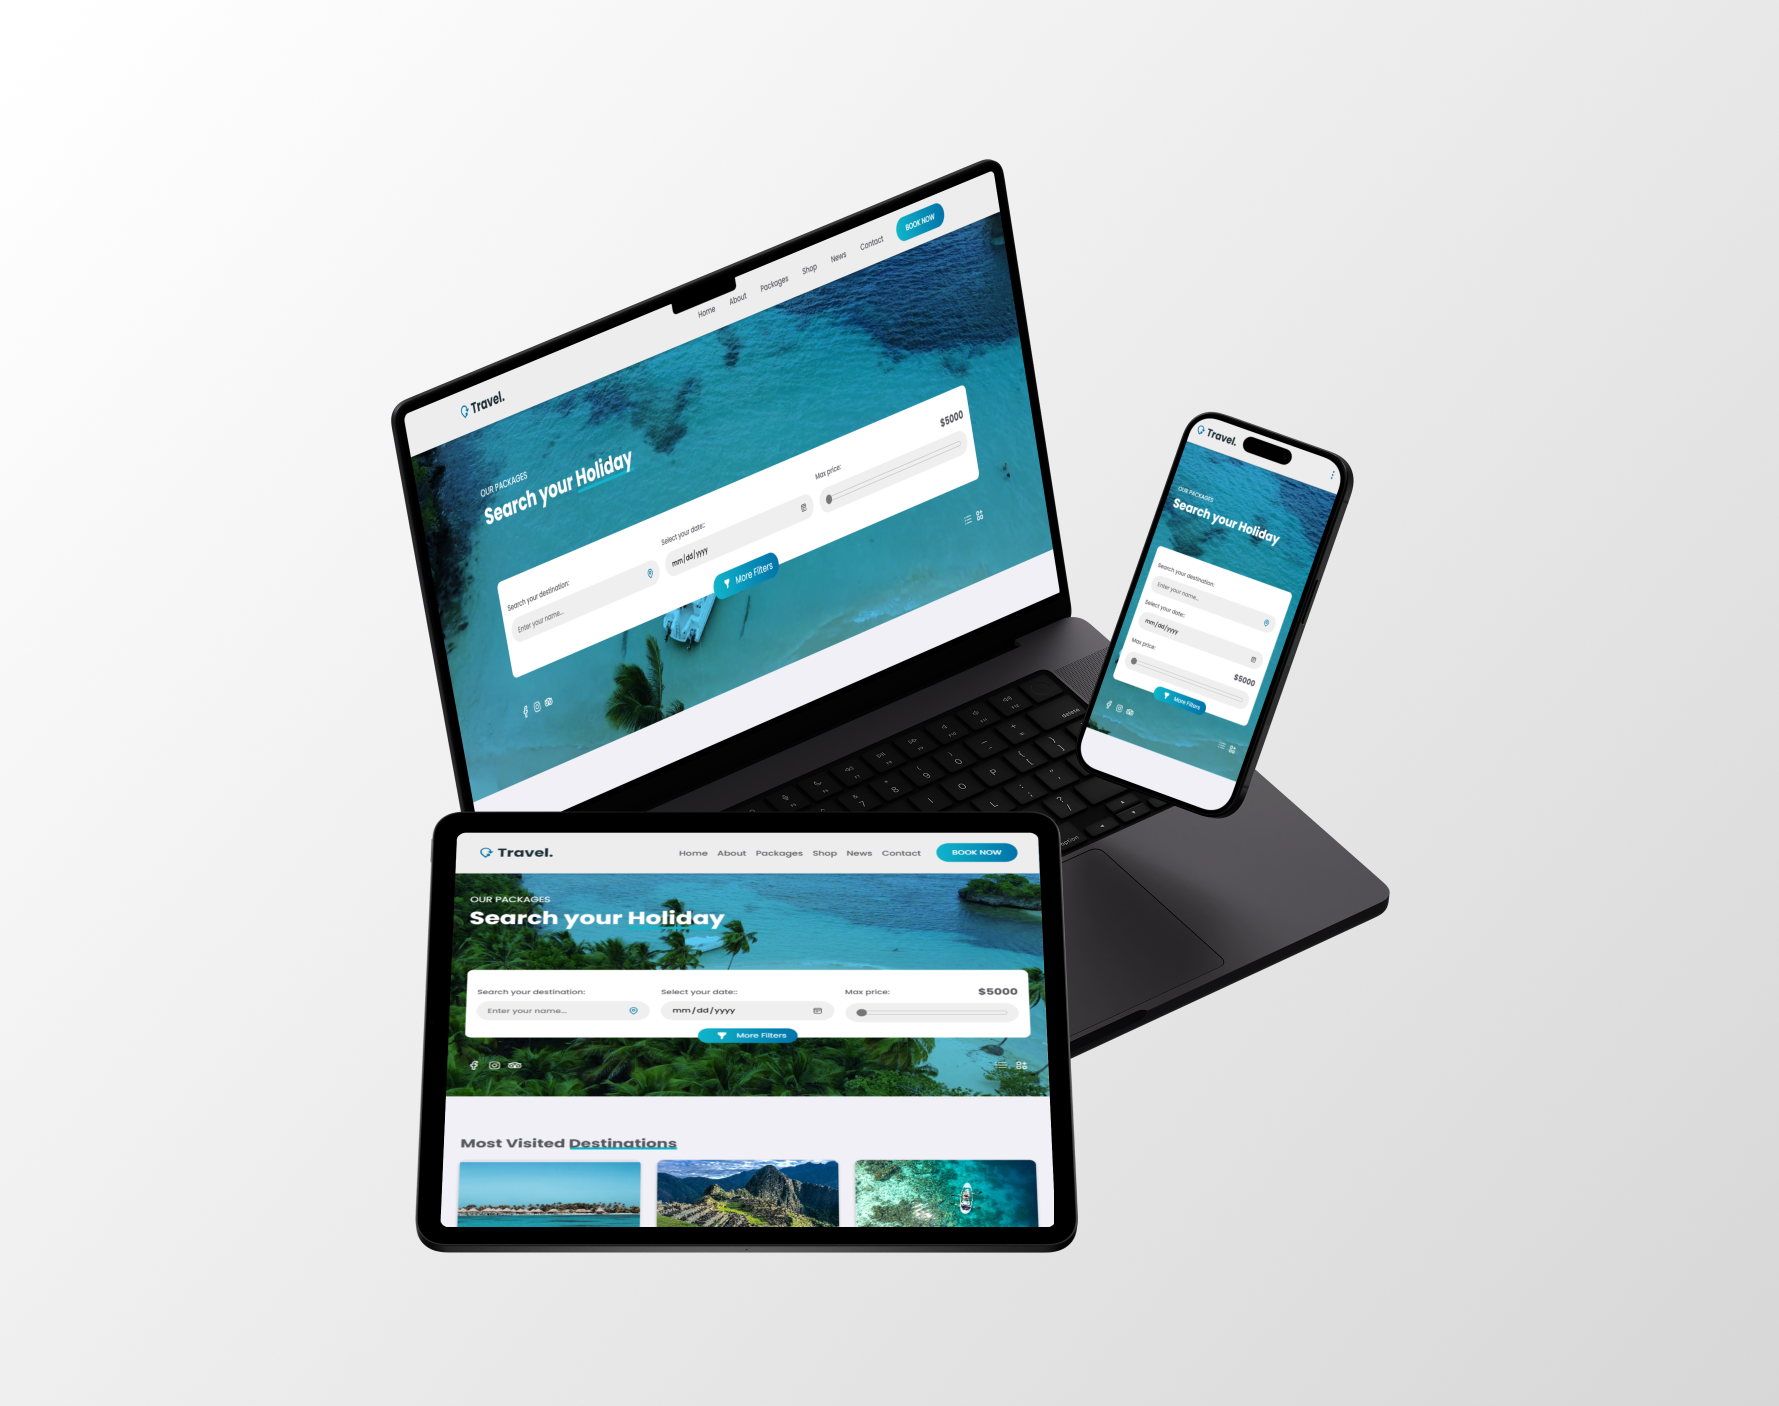 Travel.
Home About Packages Shop News Contact BOOK NOW
OUR PACKAGES
Search your Holiday
Search your destination:
Enter your name...
Select your date::
mm/dd/yyyy
Max price:
$5000
More Filters
Travel.
OUR PACKAGES
Search your Holiday
Search your destination:
Enter your name...
Select your date::
mm/dd/yyyy
Max price:
$5000
More Filters
delete
Travel.
Home About Packages Shop News Contact BOOK NOW
OUR PACKAGES
Search your Holiday
Search your destination: Select your date:: Max price: $5000
Enter your name... mm/dd/yyyy
More Filters
Most Visited Destinations